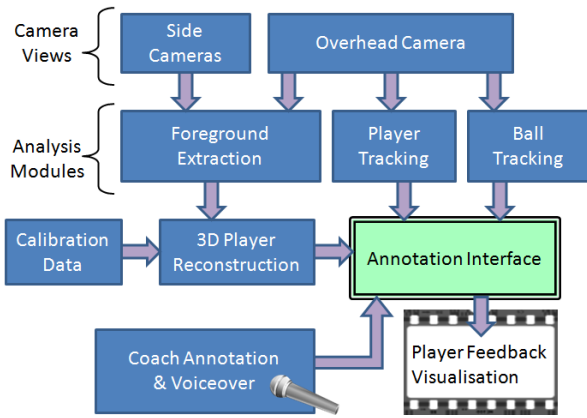 Camera
Views
Side
Cameras
Overhead Camera
Analysis
Modules
Foreground
Extraction
Player
Tracking
Ball
Tracking
Calibration
Data
3D Player
Reconstruction
Annotation Interface
Coach Annotation
& Voiceover
Player Feedback
Visualisation